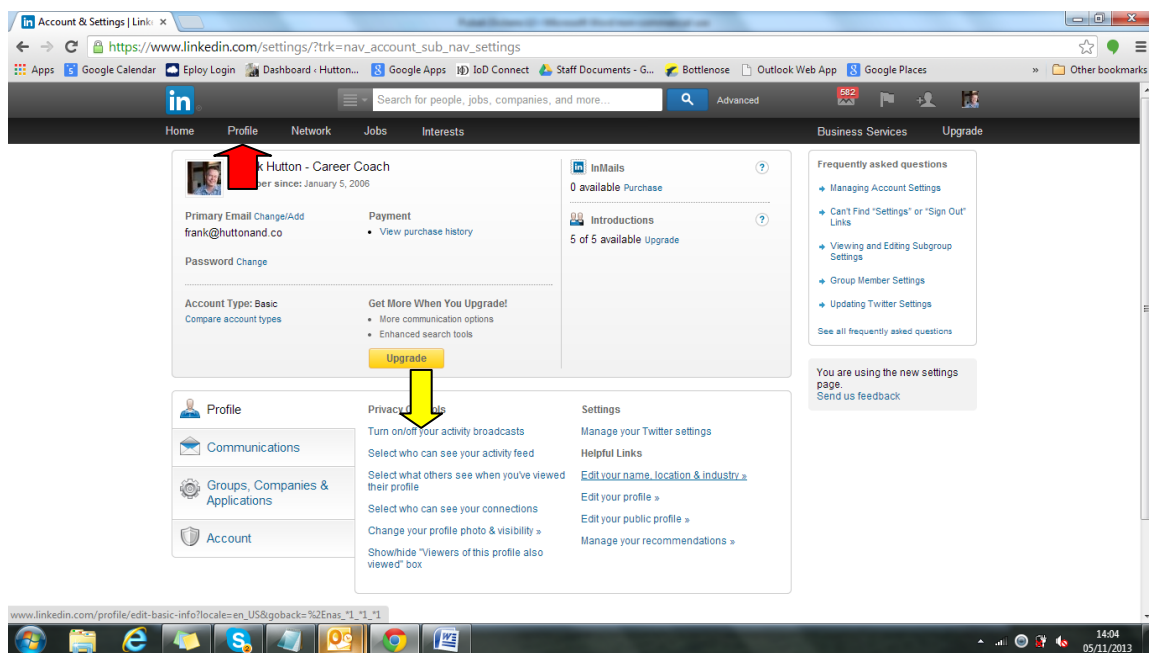 Account & Settings | Linke
https://www.linkedin.com/settings/?trk=nav_account_sub_nav_settings
Apps Google Calendar Eploy Login Dashboard ‹ Hutton... Google Apps IoD Connect Staff Documents - G... Bottlenose Outlook Web App Google Places » Other bookmarks
in Search for people, jobs, companies, and more... Advanced 582
Home Profile Network Jobs Interests Business Services Upgrade
k Hutton - Career Coach
per since: January 5, 2006
Primary Email Change/Add
frank@huttonand.co
Password Change
Payment
• View purchase history
Account Type: Basic
Compare account types
Get More When You Upgrade!
• More communication options
• Enhanced search tools
Upgrade
in InMails ?
0 available Purchase
Introductions ?
5 of 5 available Upgrade
Frequently asked questions
Managing Account Settings
Can't Find "Settings" or "Sign Out"
Links
Viewing and Editing Subgroup
Settings
Group Member Settings
Updating Twitter Settings
See all frequently asked questions
You are using the new settings
page.
Send us feedback
Profile
Communications
Groups, Companies &
Applications
Account
Privacy C ols
Turn on/off your activity broadcasts
Select who can see your activity feed
Select what others see when you've viewed
their profile
Select who can see your connections
Change your profile photo & visibility »
Show/hide "Viewers of this profile also
viewed" box
Settings
Manage your Twitter settings
Helpful Links
Edit your name, location & industry »
Edit your profile »
Edit your public profile »
Manage your recommendations »
www.linkedin.com/profile/edit-basic-info?locale=en_US&goback=%2Enas_*1_*1_*1
14:04
05/11/2013